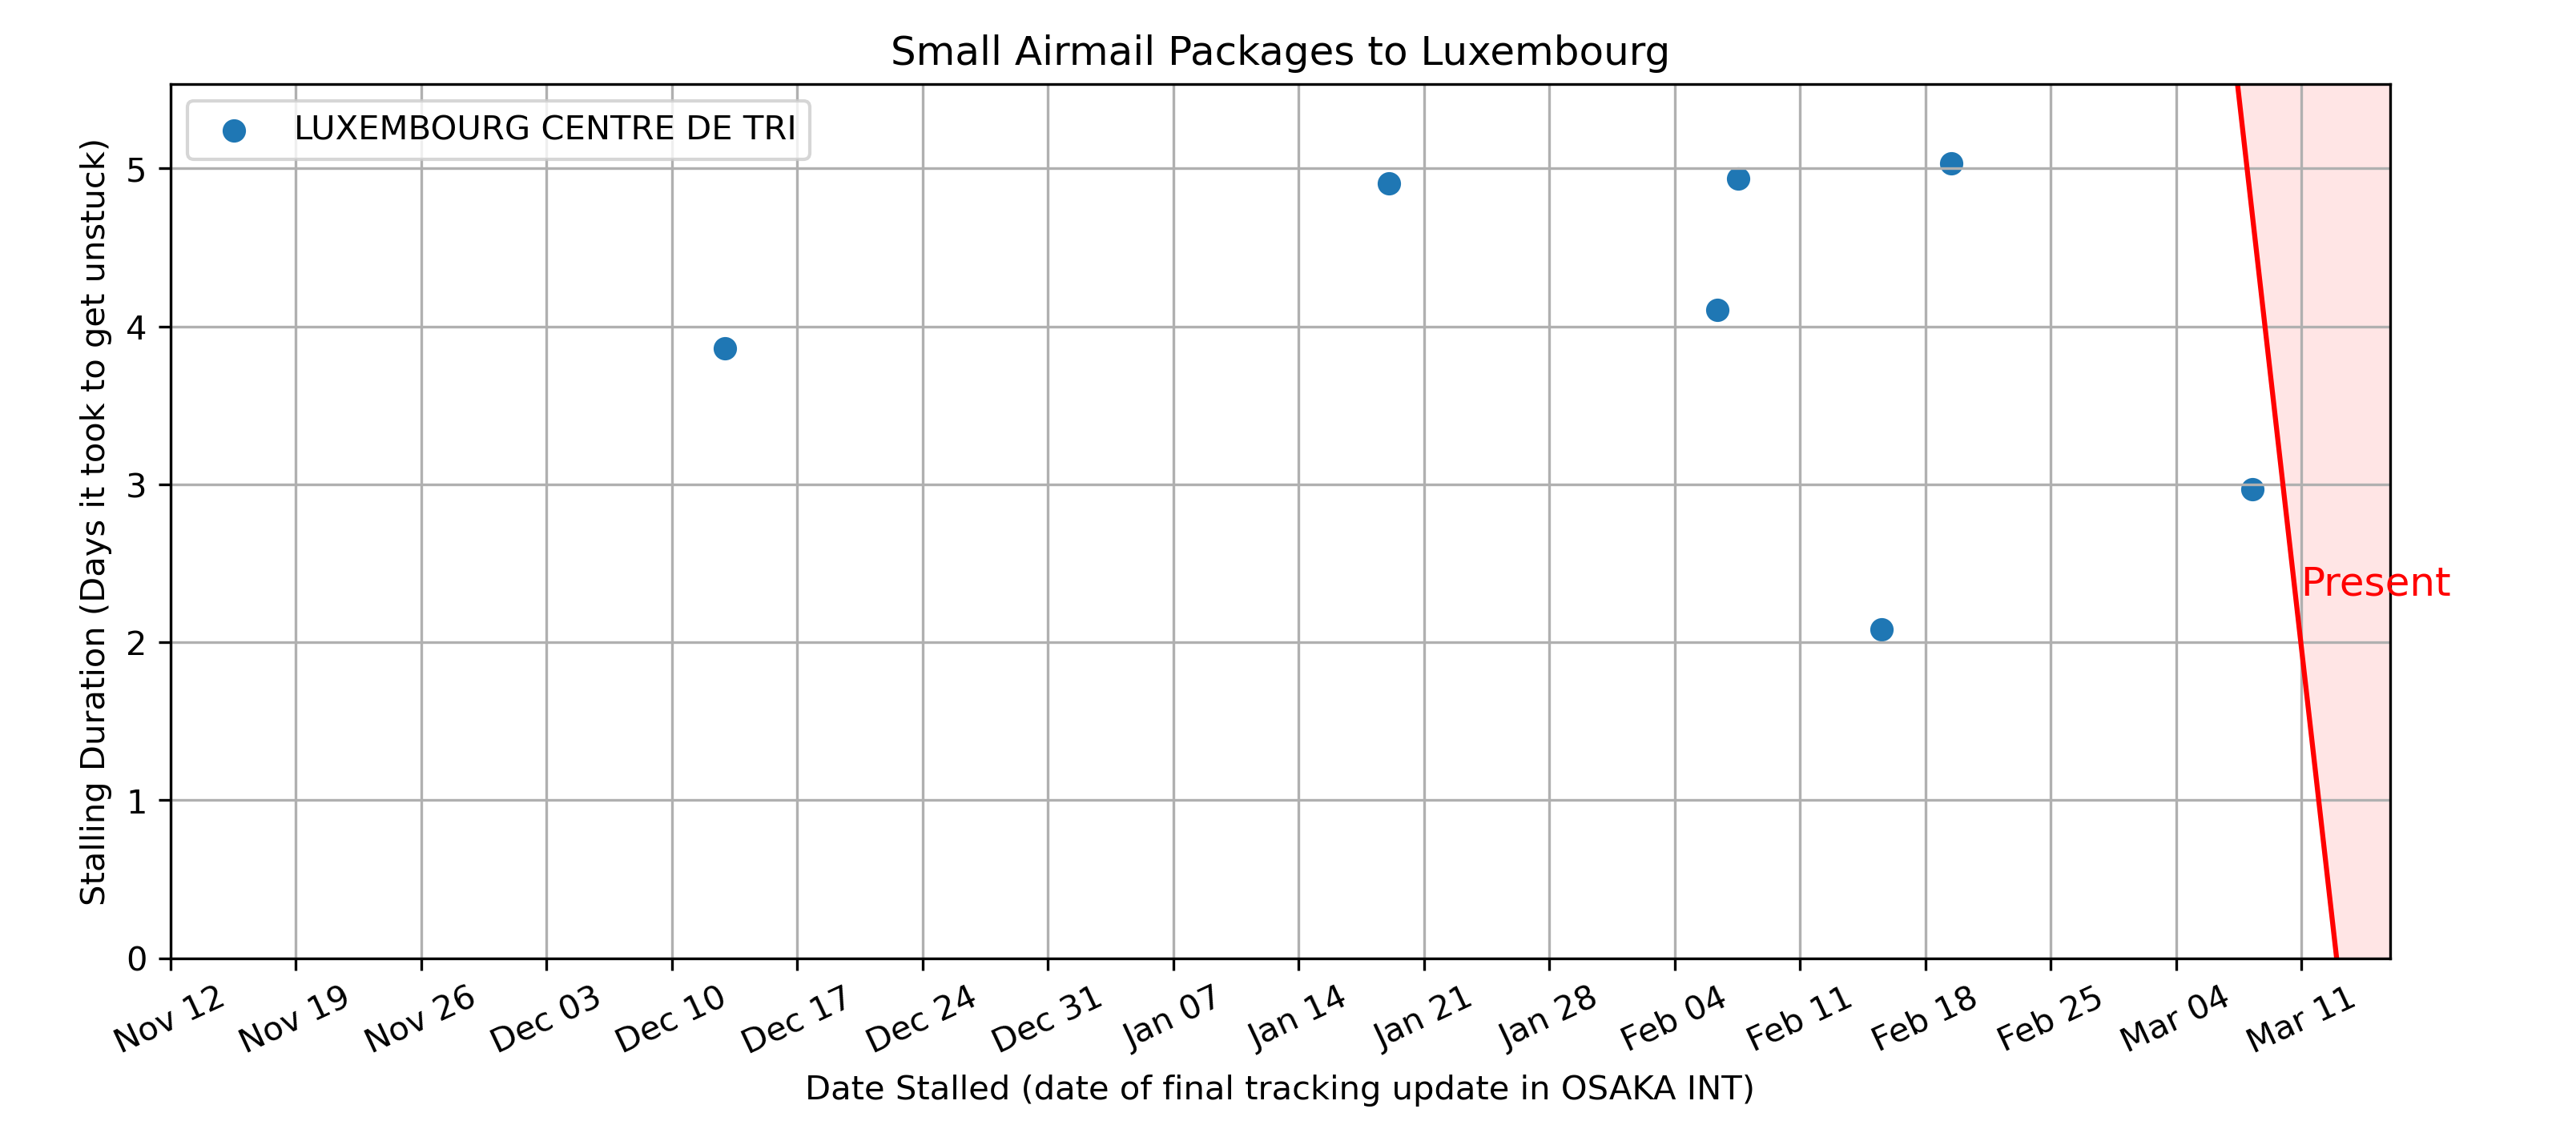 Small Airmail Packages to Luxembourg
LUXEMBOURG CENTRE DE TRI
Stalling Duration (Days it took to get unstuck)
5
4
3
2
1
0
Present
Nov 12
Nov 19
Nov 26
Dec 03
Dec 10
Dec 17
Dec 24
Dec 31
Jan 07
Jan 14
Jan 21
Jan 28
Feb 04
Feb 11
Feb 18
Feb 25
Mar 04
Mar 11
Date Stalled (date of final tracking update in OSAKA INT)